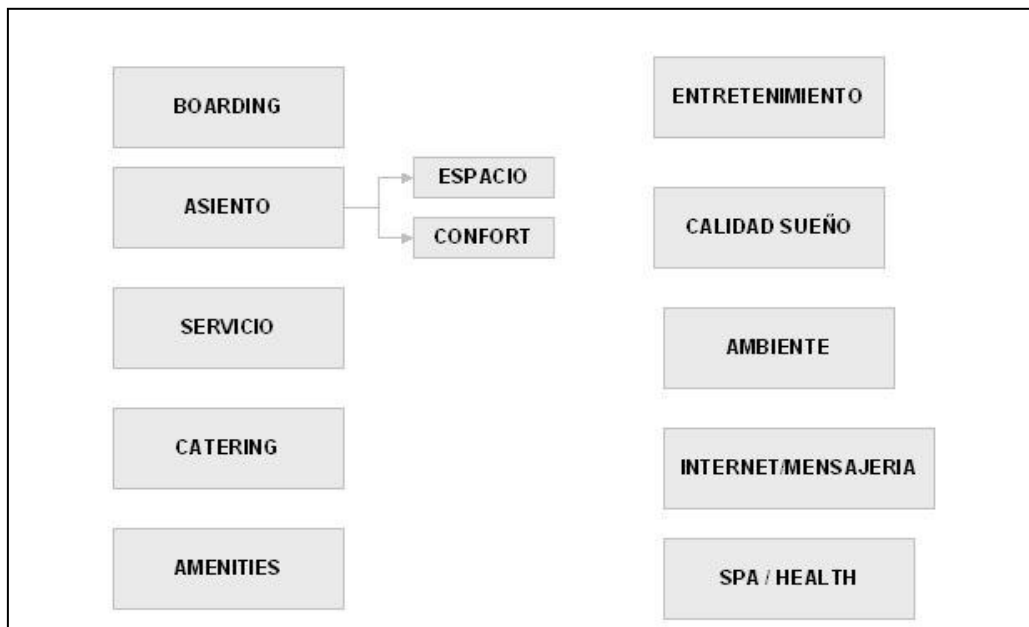 BOARDING
ASIENTO
ESPACIO
CONFORT
SERVICIO
CATERING
AMENITIES
ENTRETENIMIENTO
CALIDAD SUEÑO
AMBIENTE
INTERNET/MENSAJERIA
SPA / HEALTH